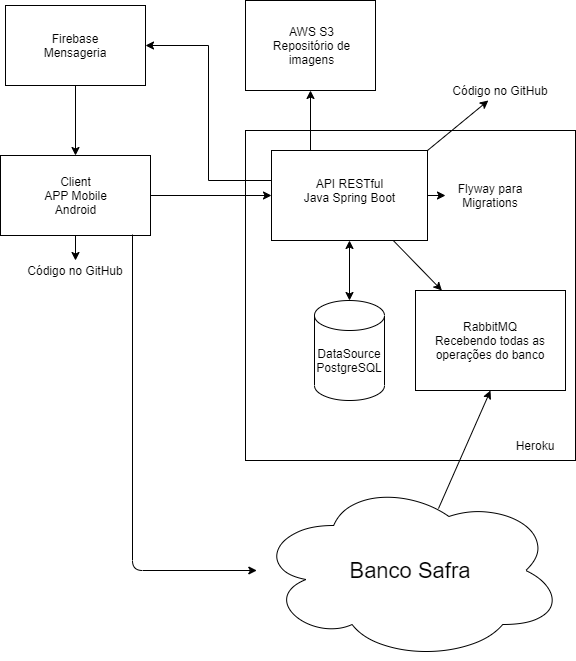 Firebase
Mensageria
AWS S3
Repositório de
imagens
Código no GitHub
Client
APP Mobile
Android
API RESTful
Java Spring Boot
Flyway para
Migrations
Código no GitHub
DataSource
PostgreSQL
RabbitMQ
Recebendo todas as
operações do banco
Heroku
Banco Safra